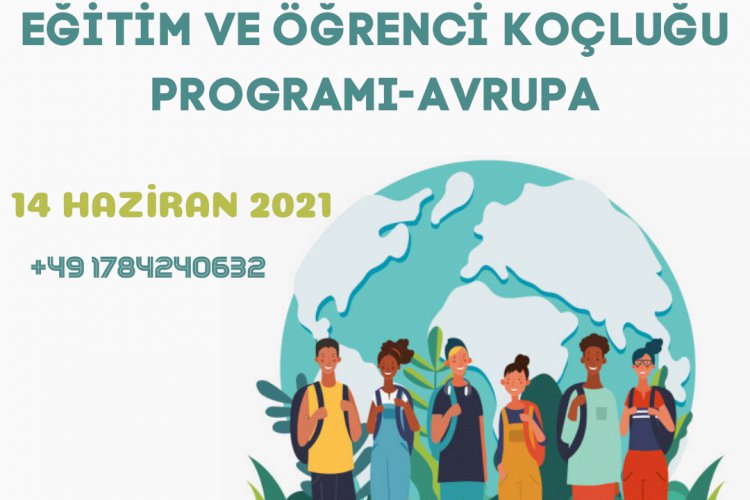 EĞİTİM VE ÖĞRENCİ KOÇLUĞU
PROGRAMI-AVRUPA
14 HAZİRAN 2021
+49 1784240632